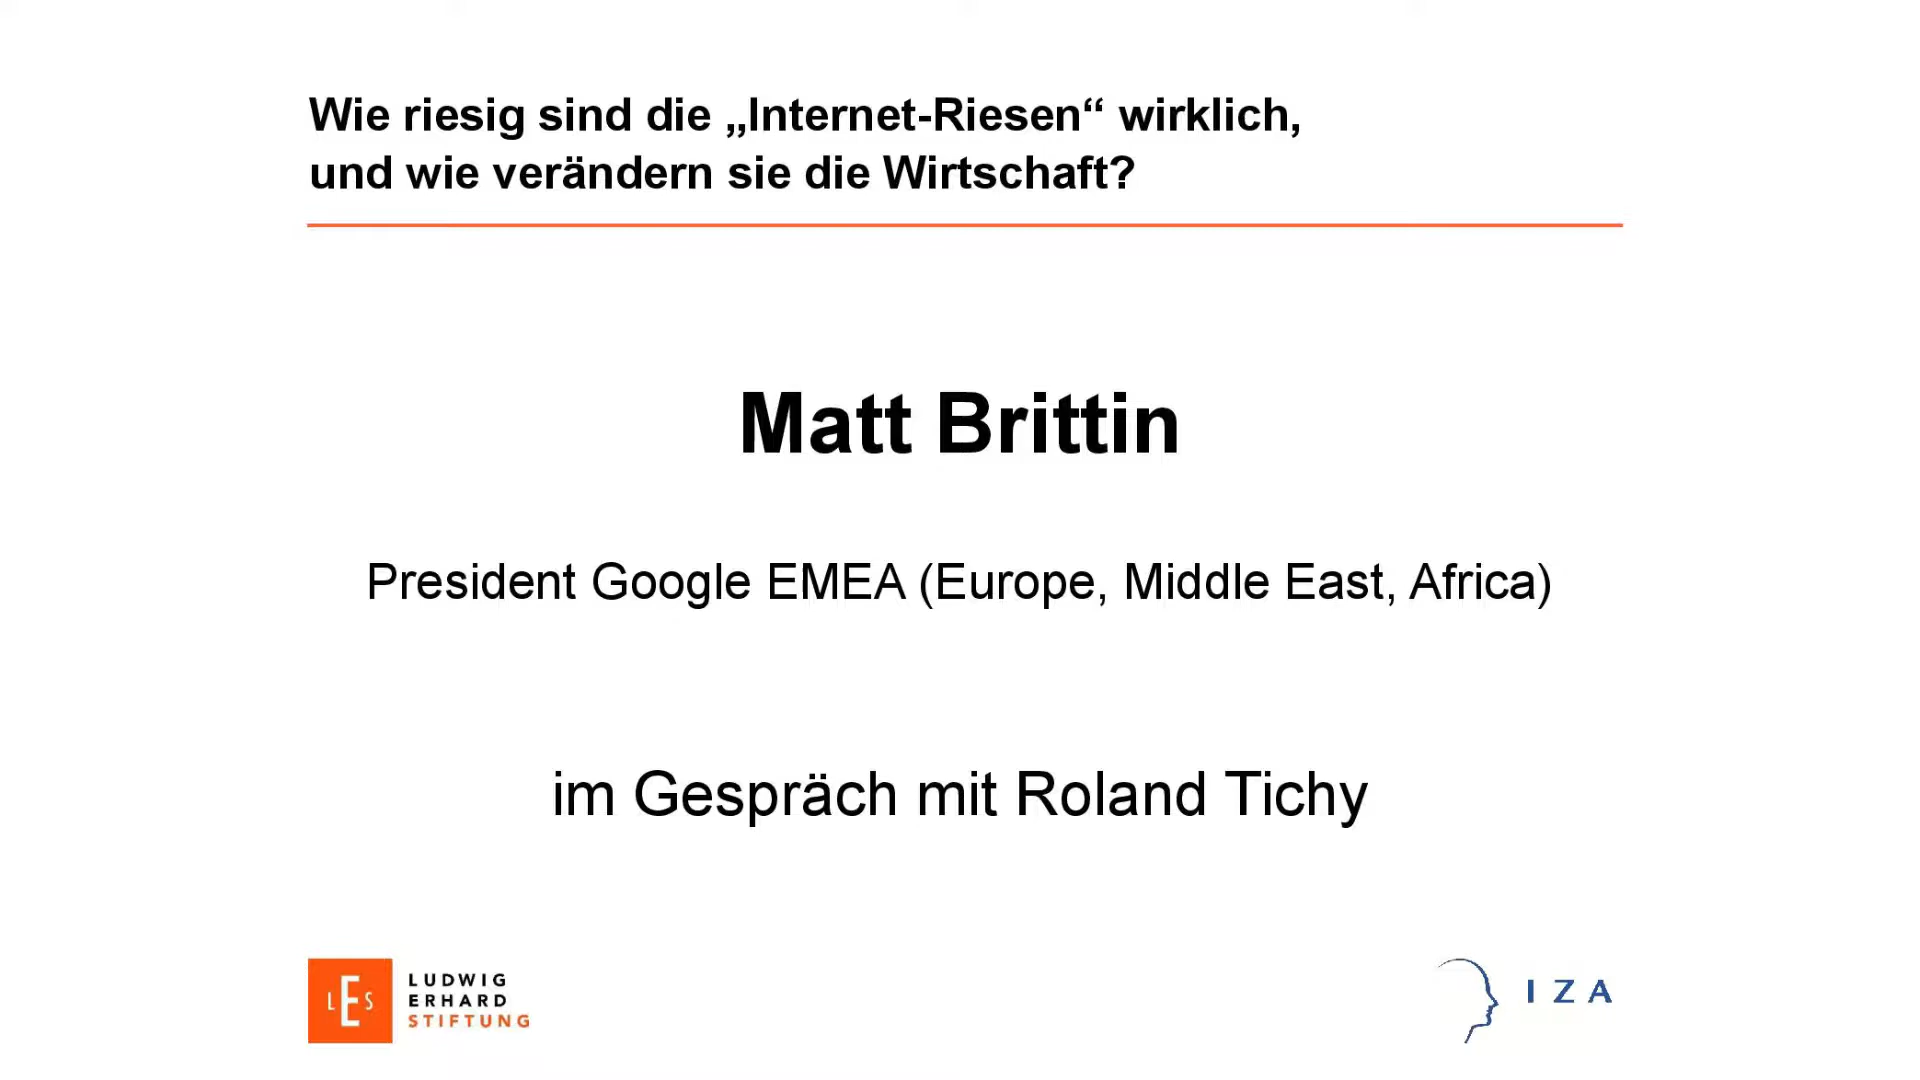 Wie riesig sind die „Internet-Riesen“ wirklich,
und wie verändern sie die Wirtschaft?
Matt Brittin
President Google EMEA (Europe, Middle East, Africa)
im Gespräch mit Roland Tichy
LES
LUDWIG
ERHARD
STIFTUNG
IZA